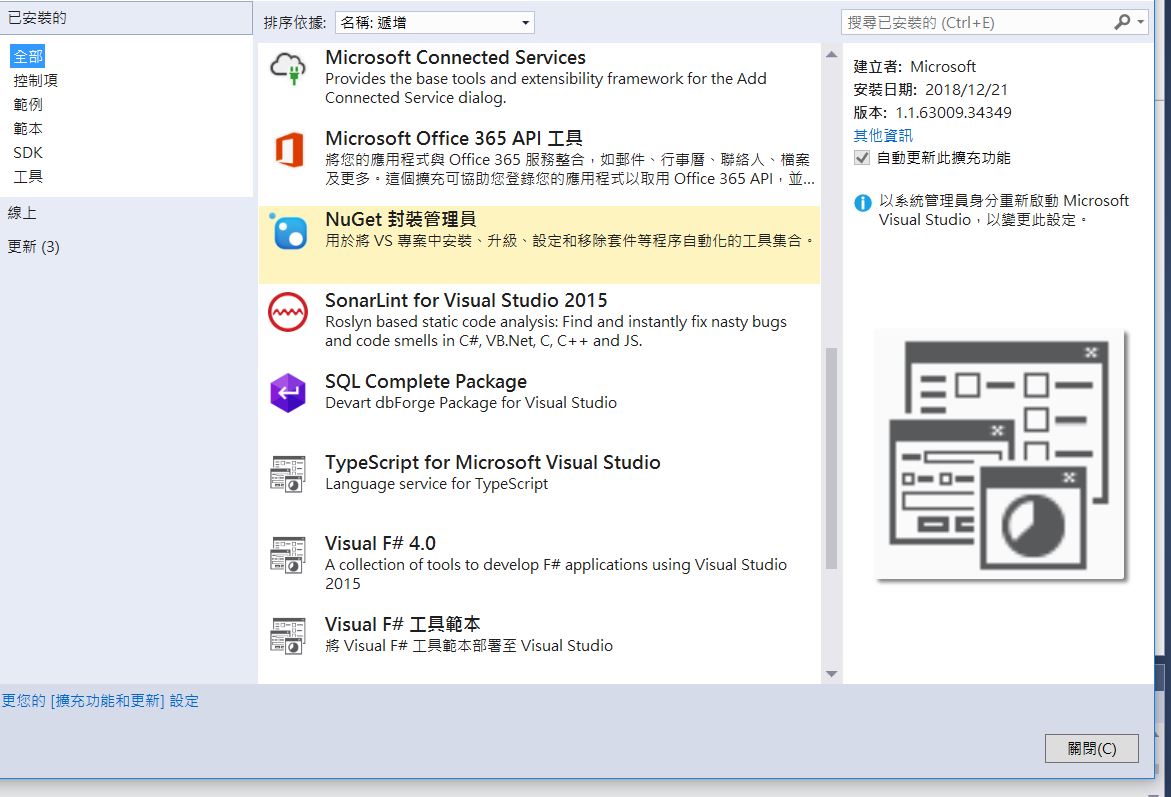 已安裝的
排序依據: 名稱: 遞增
搜尋已安裝的 (Ctrl+E)
全部
控制項
範例
範本
SDK
工具
線上
更新 (3)
Microsoft Connected Services
Provides the base tools and extensibility framework for the Add
Connected Service dialog.
Microsoft Office 365 API 工具
將您的應用程式與 Office 365 服務整合，如郵件、行事曆、聯絡人、檔案
及更多。這個擴充可協助您登錄您的應用程式以取用 Office 365 API，並...
NuGet 封裝管理員
用於將 VS 專案中安裝、升級、設定和移除套件等程序自動化的工具集合。
SonarLint for Visual Studio 2015
Roslyn based static code analysis: Find and instantly fix nasty bugs
and code smells in C#, VB.Net, C, C++ and JS.
SQL Complete Package
Devart dbForge Package for Visual Studio
TypeScript for Microsoft Visual Studio
Language service for TypeScript
Visual F# 4.0
A collection of tools to develop F# applications using Visual Studio
2015
Visual F# 工具範本
將 Visual F# 工具範本部署至 Visual Studio
建立者: Microsoft
安裝日期: 2018/12/21
版本: 1.1.63009.34349
其他資訊
自動更新此擴充功能
以系統管理員身分重新啟動 Microsoft
Visual Studio，以變更此設定。
更您的 [擴充功能和更新] 設定
關閉(C)